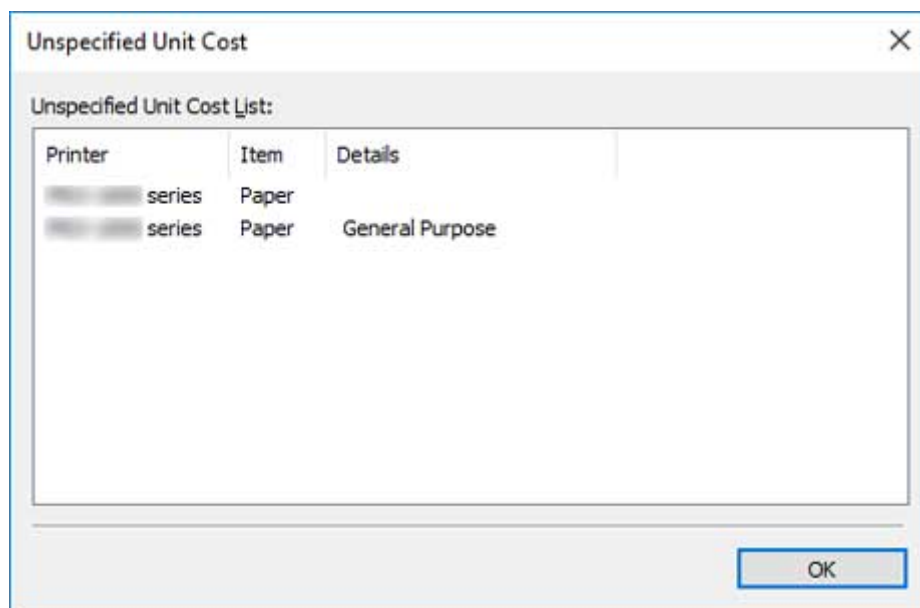 Unspecified Unit Cost
Unspecified Unit Cost List:
Printer Item Details
series Paper
series Paper General Purpose
OK